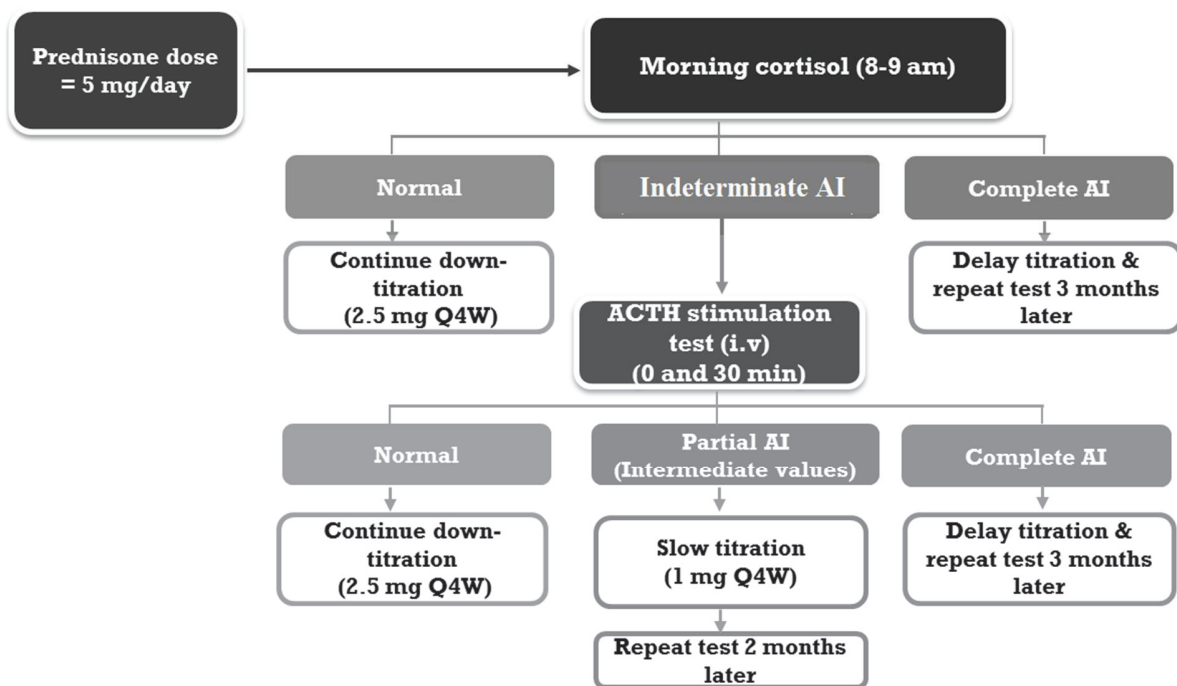 Prednisone dose
= 5 mg/day
Morning cortisol (8-9 am)
Normal
Indeterminate AI
Complete AI
Continue down-
titration
(2.5 mg Q4W)
Delay titration &
repeat test 3 months
later
ACTH stimulation
test (i.v)
(0 and 30 min)
Normal
Partial AI
(Intermediate values)
Complete AI
Continue down-
titration
(2.5 mg Q4W)
Slow titration
(1 mg Q4W)
Delay titration &
repeat test 3 months
later
Repeat test 2 months
later